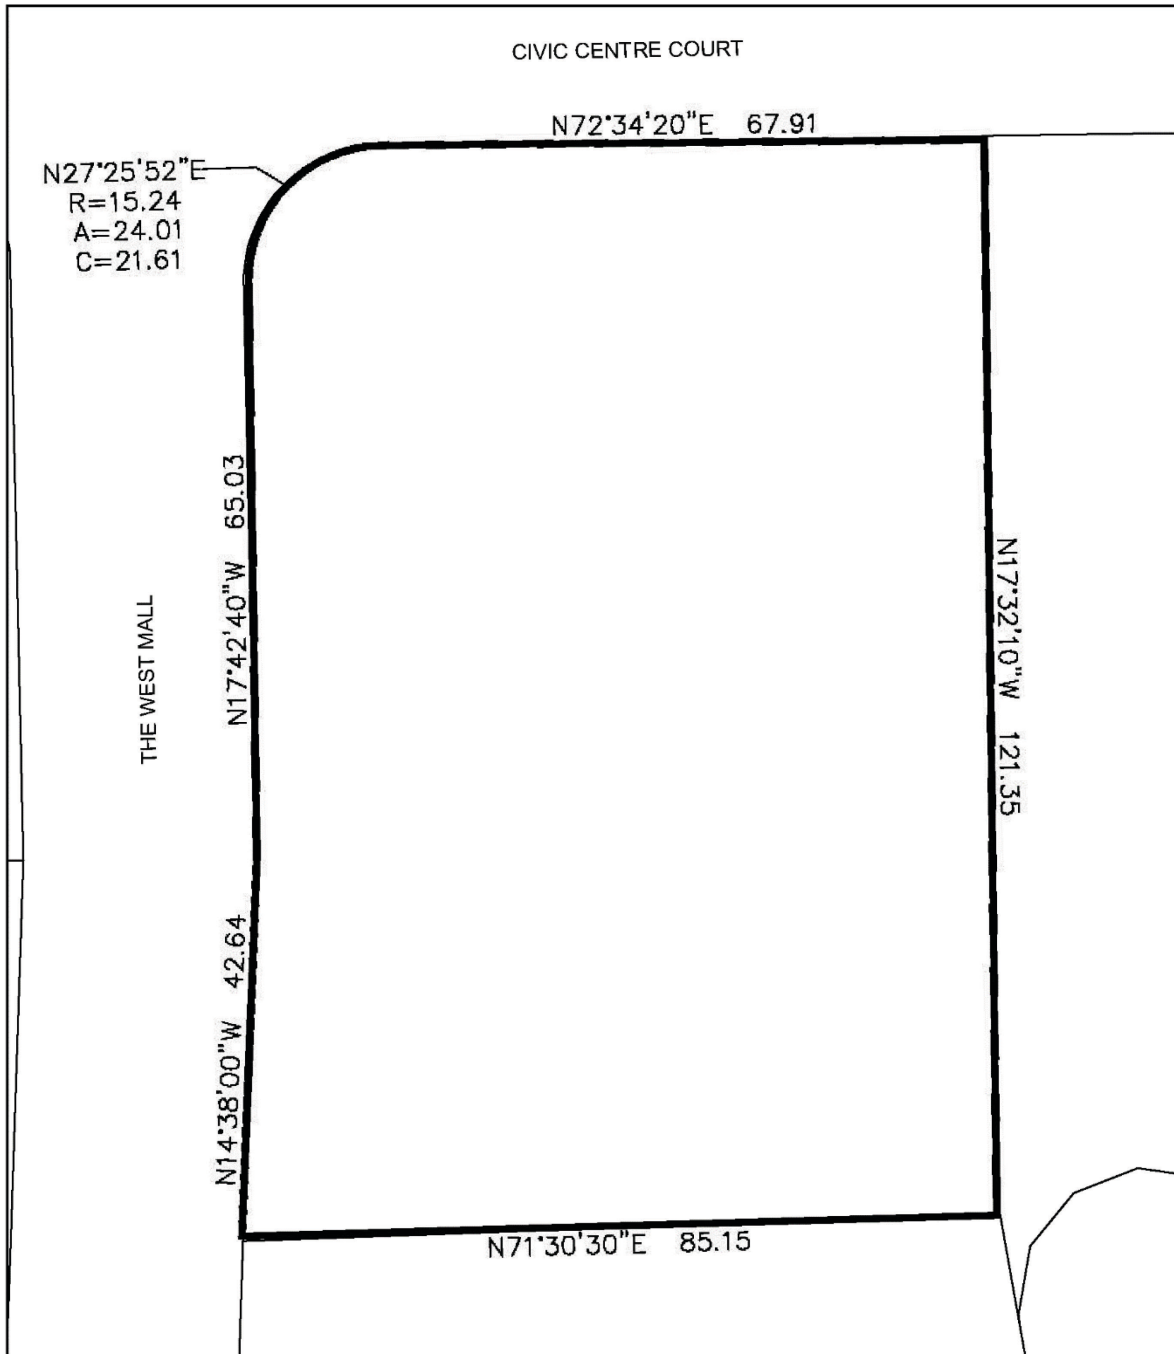 CIVIC CENTRE COURT
N72°34'20"E 67.91
N27°25'52"E
R=15.24
A=24.01
C=21.61
N17°42'40"W 65.03
N17°32'10"W 121.35
THE WEST MALL
N14°38'00"W 42.64
N71°30'30"E 85.15